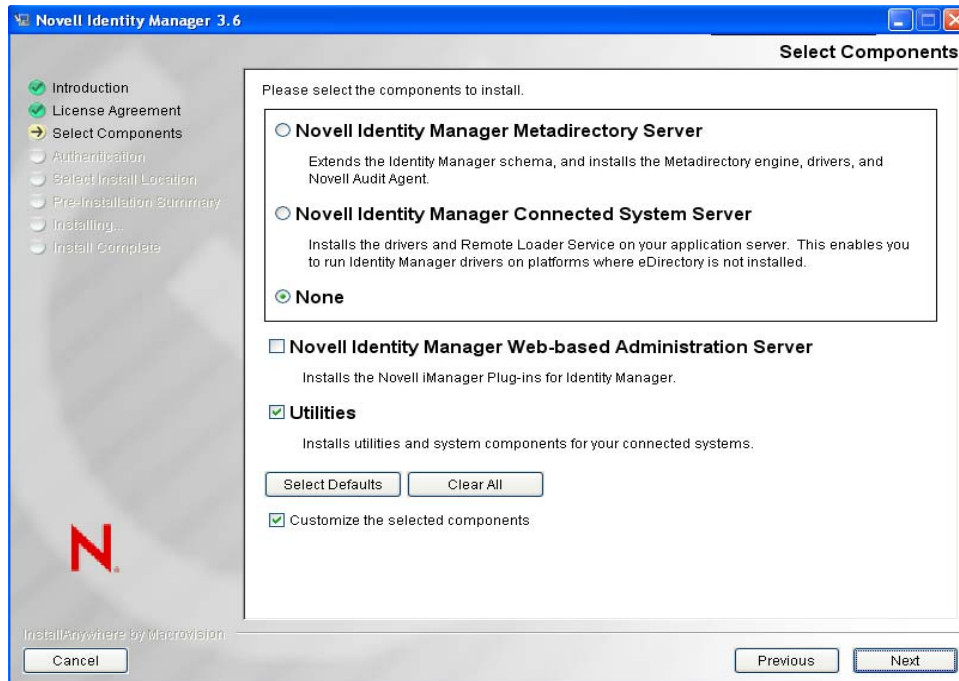 Novell Identity Manager 3.6
Select Components
Introduction
License Agreement
Select Components
Authentication
Select Install Location
Pre-Installation Summary
Installing...
Install Complete
Please select the components to install.
Novell Identity Manager Metadirectory Server
Extends the Identity Manager schema, and installs the Metadirectory engine, drivers, and
Novell Audit Agent.
Novell Identity Manager Connected System Server
Installs the drivers and Remote Loader Service on your application server. This enables you
to run Identity Manager drivers on platforms where eDirectory is not installed.
None
Novell Identity Manager Web-based Administration Server
Installs the Novell iManager Plug-ins for Identity Manager.
Utilities
Installs utilities and system components for your connected systems.
Select Defaults
Clear All
Customize the selected components
N
InstallAnywhere by Macrovision
Cancel
Previous
Next